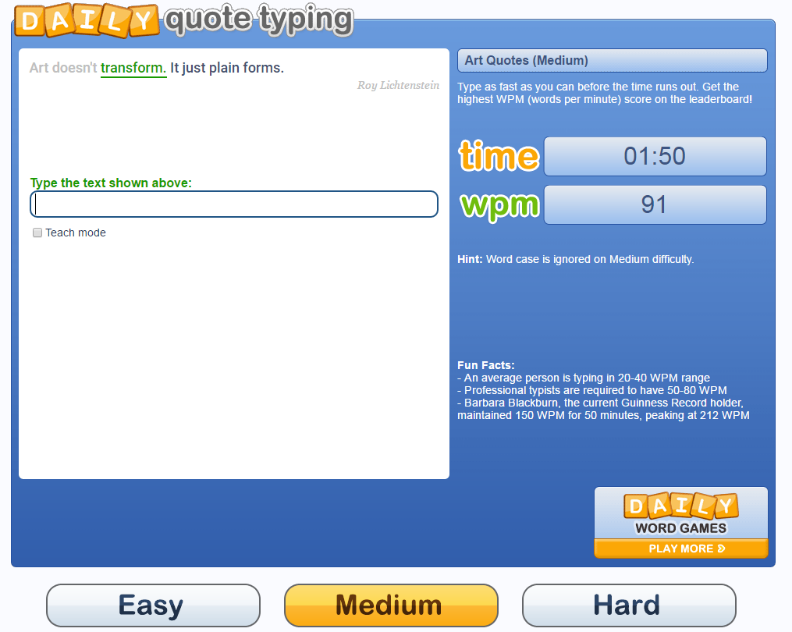 DAILY quote typing
Art doesn't transform. It just plain forms.
Roy Lichtenstein
Type the text shown above:
Teach mode
Art Quotes (Medium)
Type as fast as you can before the time runs out. Get the
highest WPM (words per minute) score on the leaderboard!
time 01:50
wpm 91
Hint: Word case is ignored on Medium difficulty.
Fun Facts:
- An average person is typing in 20-40 WPM range
- Professional typists are required to have 50-80 WPM
- Barbara Blackburn, the current Guinness Record holder,
maintained 150 WPM for 50 minutes, peaking at 212 WPM
DAILY
WORD GAMES
PLAY MORE
Easy Medium Hard